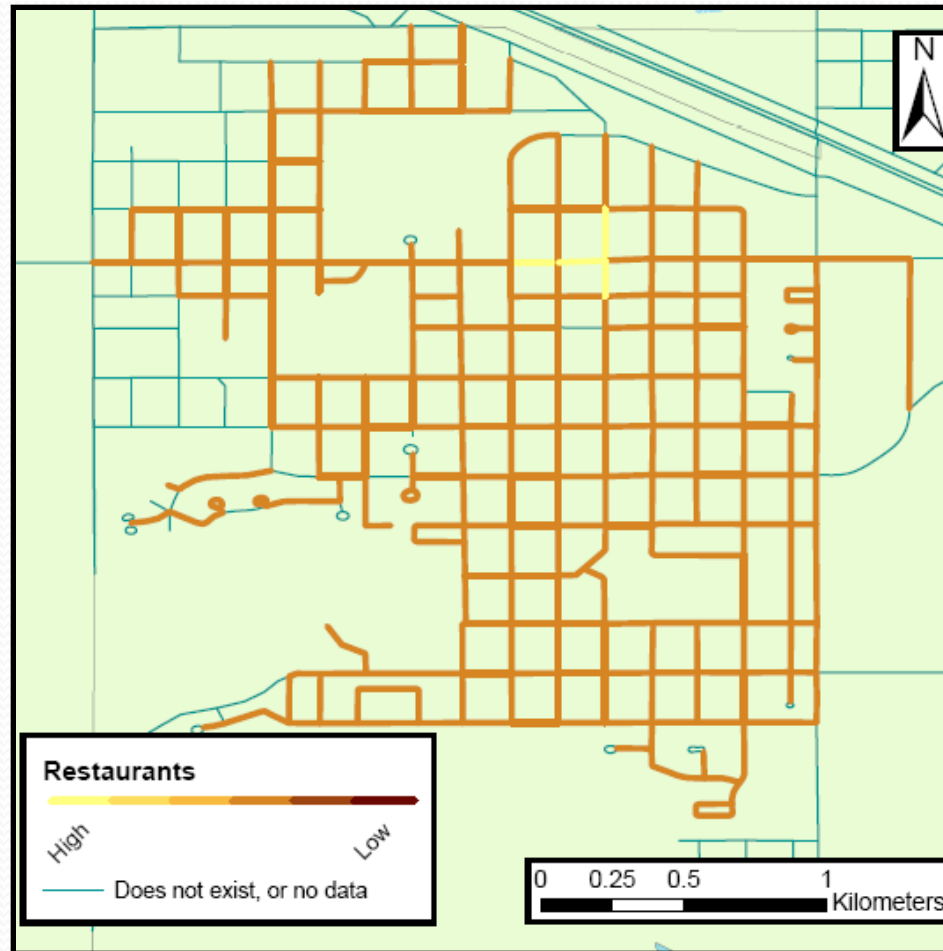 N
Restaurants
High
Low
Does not exist, or no data
0 0.25 0.5 1
Kilometers